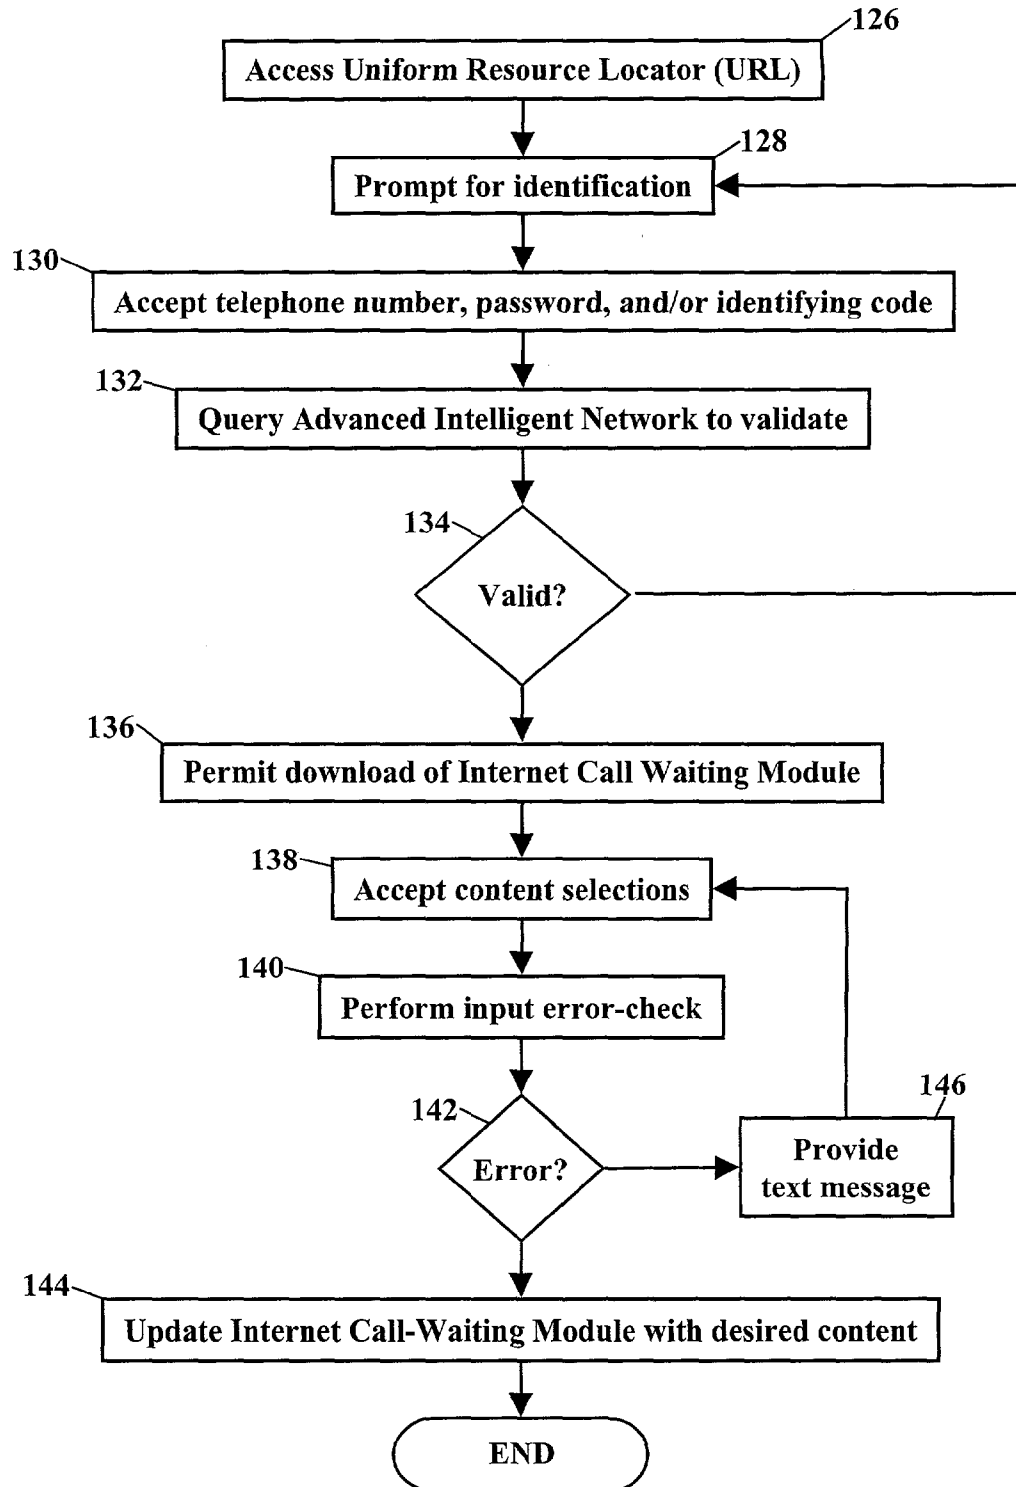 126
Access Uniform Resource Locator (URL)
128
Prompt for identification
130
Accept telephone number, password, and/or identifying code
132
Query Advanced Intelligent Network to validate
134
Valid?
136
Permit download of Internet Call Waiting Module
138
Accept content selections
140
Perform input error-check
142
Error?
146
Provide
text message
144
Update Internet Call-Waiting Module with desired content
END